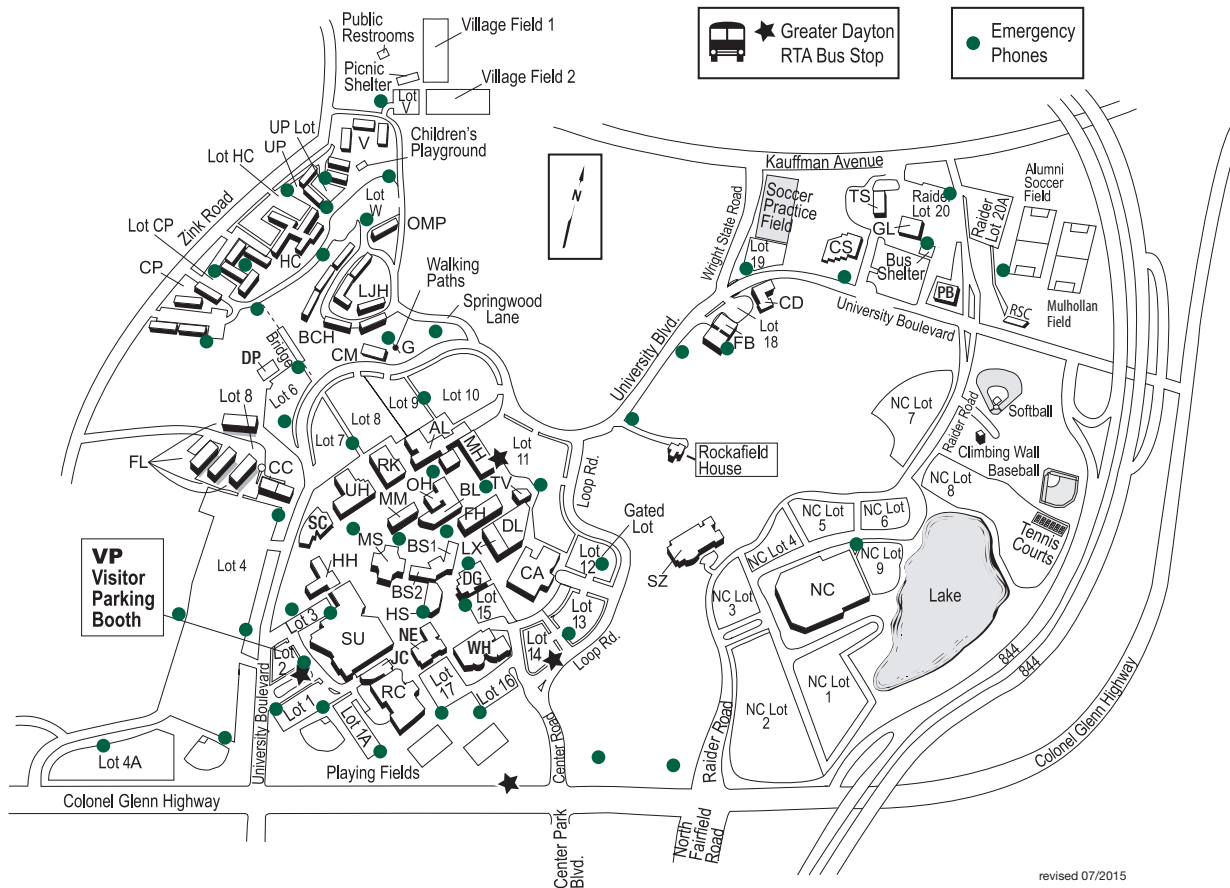 Public
Restrooms
Village Field 1
Picnic
Shelter
Village Field 2
Lot
V
V
Greater Dayton
RTA Bus Stop
Emergency
Phones
UP Lot
UP
Lot HC
Children's
Playground
Zink Road
Lot CP
CP
HC
Lot
W
OMP
LJH
BCH
Walking
Paths
Springwood
Lane
CM
G
N
Kauffman Avenue
Wright State Road
Soccer
Practice
Field
Lot
19
TS
GL
CS
Raider
Lot 20
Raider
Lot 20A
Alumni
Soccer
Field
Bus
Shelter
PB
RSC
Mulhollan
Field
CD
Lot
18
FB
University Boulevard
University Blvd.
DP
Bridge
Lot 6
Lot 8
FL
CC
Lot 7
Lot 8
Lot 9
Lot 10
AL
MH
Lot
11
RK
UH
OH
MM
BL
TV
FH
SC
MS
BS1
LX
DL
HH
BS2
DG
CA
HS
Lot
15
Loop Rd.
Gated
Lot
Lot
12
Lot
13
Lot
14
Loop Rd.
Rockafield
House
SZ
NC Lot
7
Raider Road
Softball
Climbing Wall
Baseball
NC Lot
8
Tennis
Courts
NC Lot
5
NC Lot
6
NC Lot 4
NC Lot
9
NC
NC Lot
3
Lake
NC Lot
1
NC Lot
2
844
844
VP
Visitor
Parking
Booth
Lot 4
Lot 3
SU
NE
JC
WH
Lot
2
RC
Lot
17
Lot 16
Lot 1
Lot 1A
Lot 4A
University Boulevard
Playing Fields
Center Road
Raider Road
Colonel Glenn Highway
Colonel Glenn Highway
Center Park
Blvd.
North
Fairfield
Road
revised 07/2015